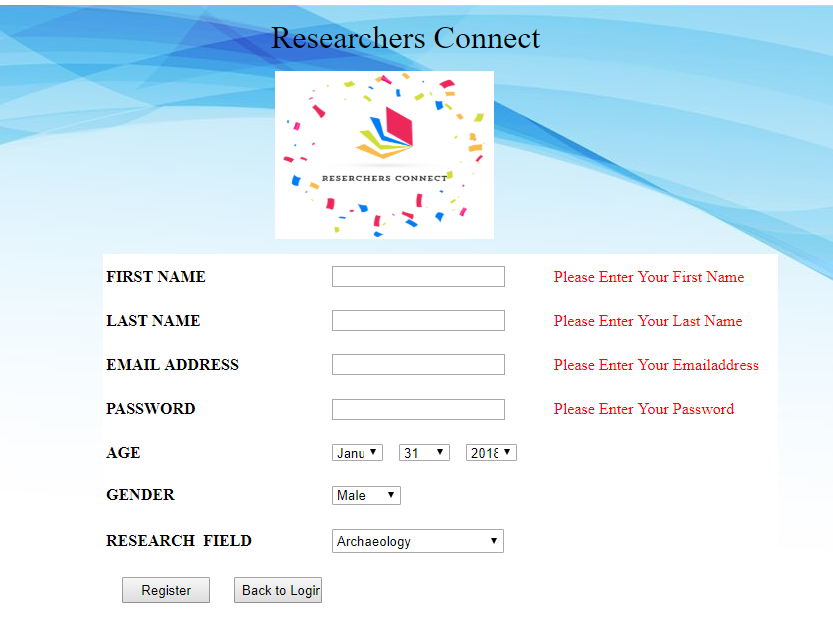 Researchers Connect
RESERCHERS CONNECT
FIRST NAME Please Enter Your First Name
LAST NAME Please Enter Your Last Name
EMAIL ADDRESS Please Enter Your Emailaddress
PASSWORD Please Enter Your Password
AGE Janu 31 2018
GENDER Male
RESEARCH FIELD Archaeology
Register Back to Login